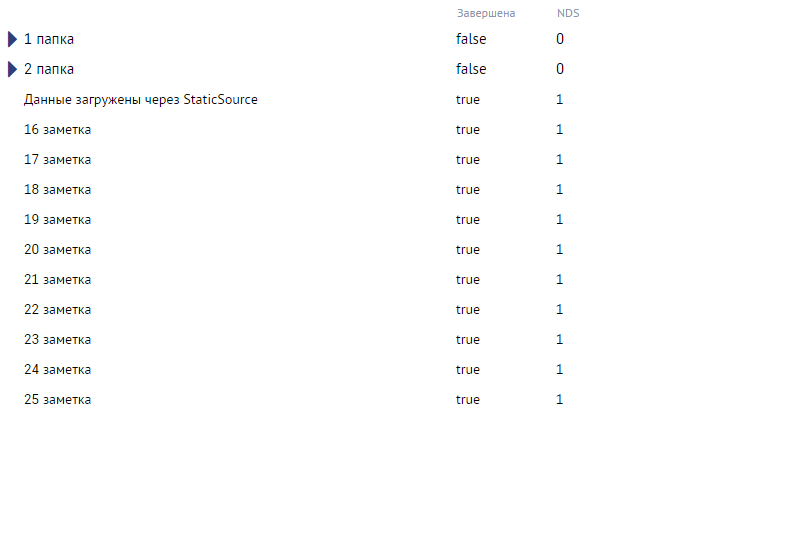 Завершена NDS
1 папка false 0
2 папка false 0
Данные загружены через StaticSource true 1
16 заметка true 1
17 заметка true 1
18 заметка true 1
19 заметка true 1
20 заметка true 1
21 заметка true 1
22 заметка true 1
23 заметка true 1
24 заметка true 1
25 заметка true 1